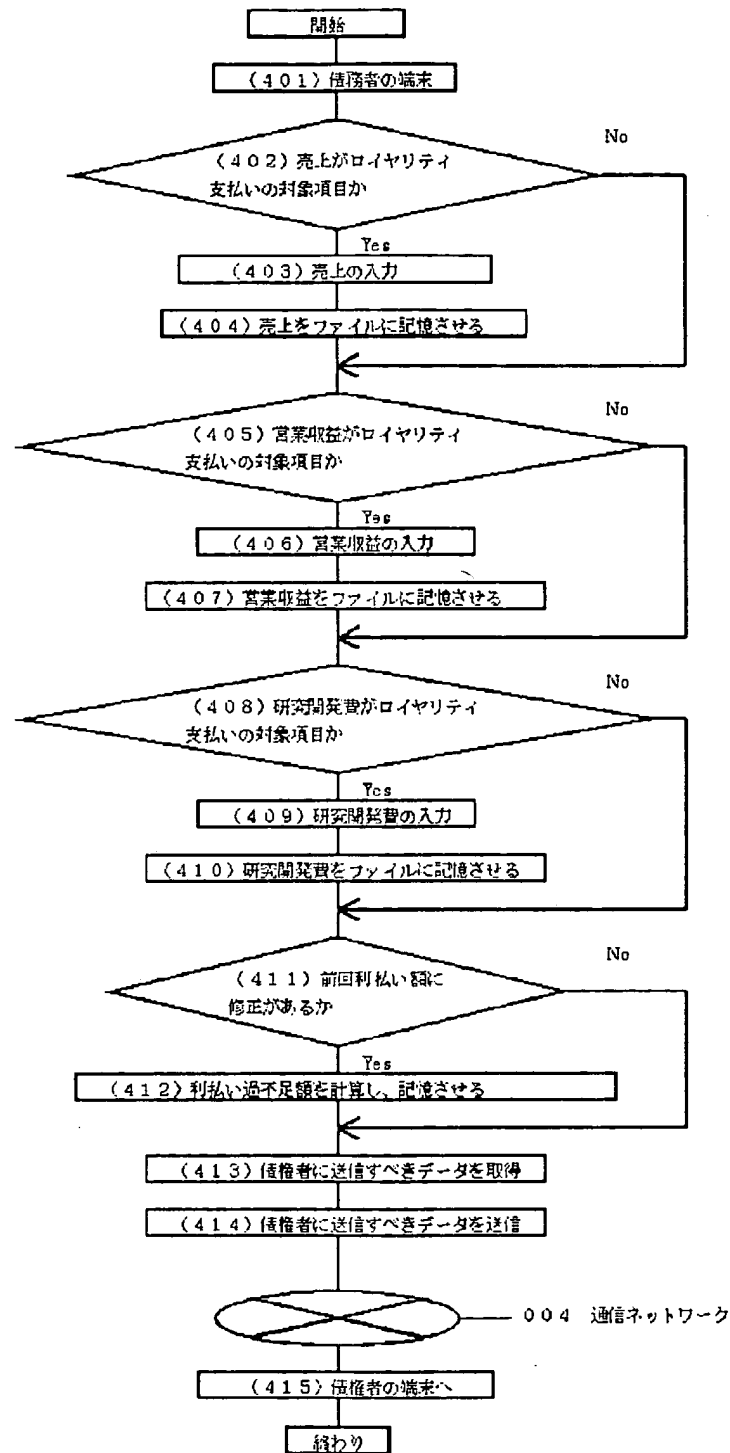 開始
(401)債務者の端末
No
(402)売上がロイヤリティ
支払いの対象項目か
Yes
(403)売上の入力
(404)売上をファイルに記憶させる
No
(405)営業収益がロイヤリティ
支払いの対象項目か
Yes
(406)営業収益の入力
(407)営業収益をファイルに記憶させる
No
(408)研究開発費がロイヤリティ
支払いの対象項目か
Yes
(409)研究開発費の入力
(410)研究開発費をファイルに記憶させる
No
(411)前回利払い額に
修正があるか
Yes
(412)利払い過不足額を計算し、記憶させる
(413)債権者に送信すべきデータを取得
(414)債権者に送信すべきデータを送信
004 通信ネットワーク
(415)債権者の端末へ
終わり